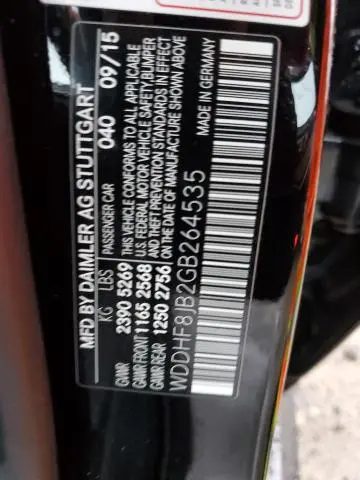 MFD BY DAIMLER AG STUTTGART
PASSENGER CAR 040 09/15
KG LBS
GVWR 2390 5269
GAWR FRONT 1165 2568
GAWR REAR 1250 2756
THIS VEHICLE CONFORMS TO ALL APPLICABLE
U.S. FEDERAL MOTOR VEHICLE SAFETY, BUMPER
AND THEFT PREVENTION STANDARDS IN EFFECT
ON THE DATE OF MANUFACTURE SHOWN ABOVE
MADE IN GERMANY
WDDHF8JB2GB264535